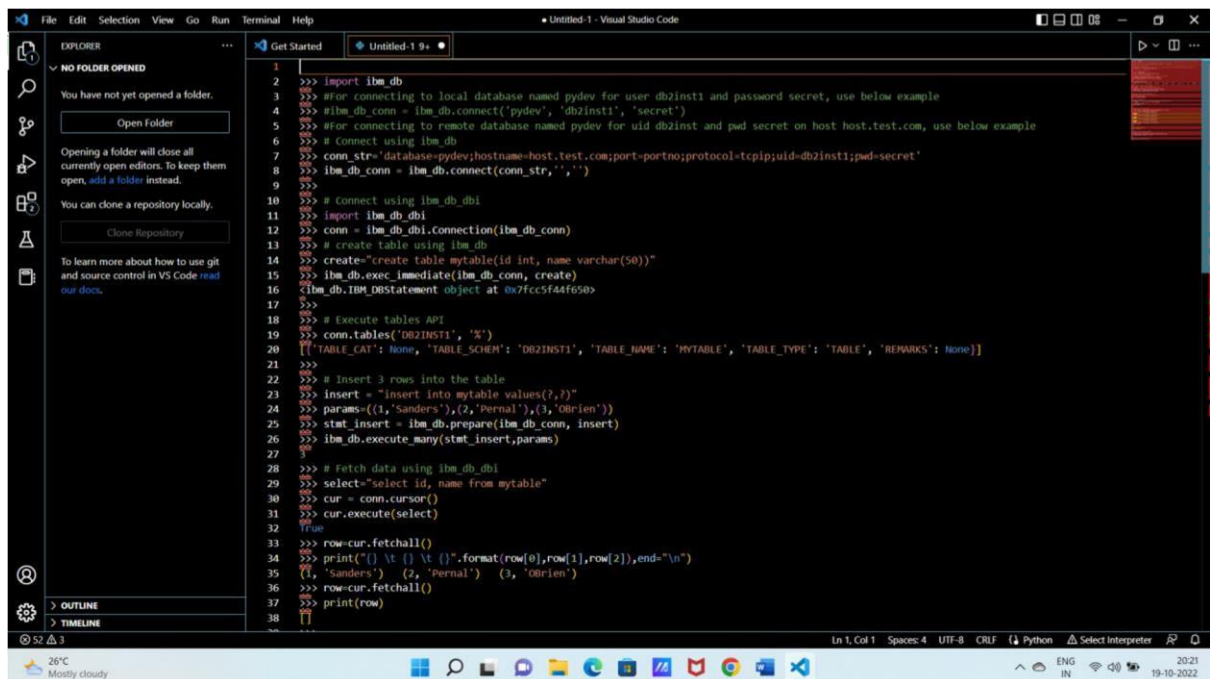 File Edit Selection View Go Run Terminal Help
● Untitled-1 - Visual Studio Code
EXPLORER ...
NO FOLDER OPENED
You have not yet opened a folder.
Open Folder
Opening a folder will close all
currently open editors. To keep them
open, add a folder instead.
You can clone a repository locally.
Clone Repository
To learn more about how to use git
and source control in VS Code read
our docs.
OUTLINE
TIMELINE
Get Started
Untitled-1 9+ ●
1
2 >>> import ibm_db
3 >>> #For connecting to local database named pydev for user db2inst1 and password secret, use below example
4 >>> #ibm_db_conn = ibm_db.connect('pydev', 'db2inst1', 'secret')
5 >>> #For connecting to remote database named pydev for uid db2inst and pwd secret on host host.test.com, use below example
6 >>> # Connect using ibm_db
7 >>> conn_str='database=pydev;hostname=host.test.com;port=portno;protocol=tcpip;uid=db2inst1;pwd=secret'
8 >>> ibm_db_conn = ibm_db.connect(conn_str,'','')
9 >>>
10 >>> # Connect using ibm_db_dbi
11 >>> import ibm_db_dbi
12 >>> conn = ibm_db_dbi.Connection(ibm_db_conn)
13 >>> # create table using ibm_db
14 >>> create="create table mytable(id int, name varchar(50))"
15 >>> ibm_db.exec_immediate(ibm_db_conn, create)
16 <ibm_db.IBM_DBStatement object at 0x7fcc5f44f650>
17 >>>
18 >>> # Execute tables API
19 >>> conn.tables('DB2INST1', '%')
20 [{'TABLE_CAT': None, 'TABLE_SCHEM': 'DB2INST1', 'TABLE_NAME': 'MYTABLE', 'TABLE_TYPE': 'TABLE', 'REMARKS': None}]
21 >>>
22 >>> # Insert 3 rows into the table
23 >>> insert = "insert into mytable values(?,?)"
24 >>> params=((1,'Sanders'),(2,'Pernal'),(3,'OBrien'))
25 >>> stmt_insert = ibm_db.prepare(ibm_db_conn, insert)
26 >>> ibm_db.execute_many(stmt_insert,params)
27 3
28 >>> # Fetch data using ibm_db_dbi
29 >>> select="select id, name from mytable"
30 >>> cur = conn.cursor()
31 >>> cur.execute(select)
32 True
33 >>> row=cur.fetchall()
34 >>> print("{} \t {} \t {}".format(row[0],row[1],row[2]),end="\n")
35 (1, 'Sanders') (2, 'Pernal') (3, 'OBrien')
36 >>> row=cur.fetchall()
37 >>> print(row)
38 []
52 3
Ln 1, Col 1 Spaces: 4 UTF-8 CRLF Python Select Interpreter
26°C
Mostly cloudy
ENG
IN
20:21
19-10-2022